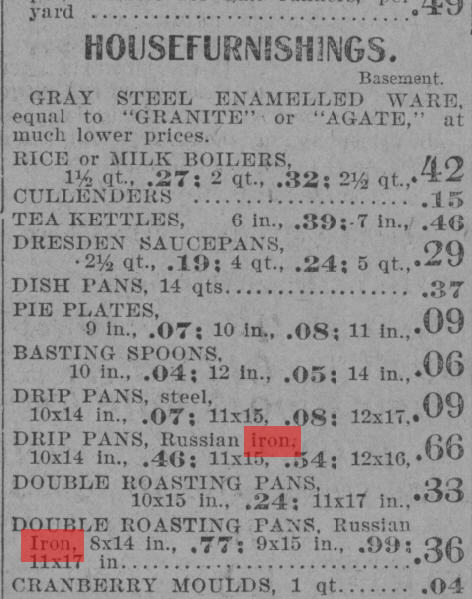 yard .49
HOUSEFURNISHINGS.
Basement.
GRAY STEEL ENAMELLED WARE,
equal to "GRANITE" or "AGATE," at
much lower prices.
RICE or MILK BOILERS,
1½ qt., .27; 2 qt., .32; 2½ qt., .42
CULLENDERS .15
TEA KETTLES, 6 in., .39; 7 in., .46
DRESDEN SAUCEPANS,
2½ qt., .19; 4 qt., .24; 5 qt., .29
DISH PANS, 14 qts. .37
PIE PLATES,
9 in., .07; 10 in., .08; 11 in., .09
BASTING SPOONS,
10 in., .04; 12 in., .05; 14 in., .06
DRIP PANS, steel,
10x14 in., .07; 11x15, .08; 12x17, .09
DRIP PANS, Russian iron,
10x14 in., .46; 11x15, .54; 12x16, .66
DOUBLE ROASTING PANS,
10x15 in., .24; 11x17 in., .33
DOUBLE ROASTING PANS, Russian
Iron, 8x14 in., .77; 9x15 in., .99;
11x17 in. .36
CRANBERRY MOULDS, 1 qt. .04